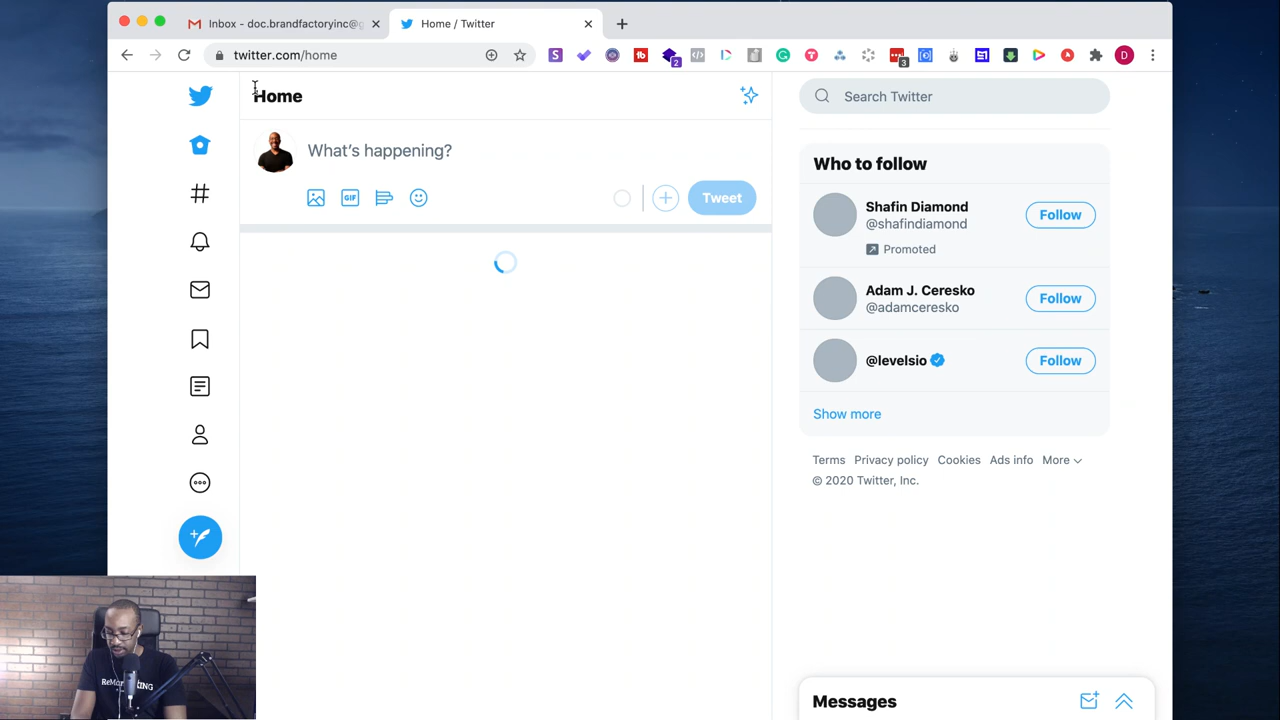 Inbox - doc.brandfactoryinc@g
Home / Twitter
twitter.com/home
2
3
D
Home
Search Twitter
What's happening?
GIF
Tweet
Who to follow
Shafin Diamond
@shafindiamond
Follow
Promoted
Adam J. Ceresko
@adamceresko
Follow
@levelsio
Follow
Show more
Terms Privacy policy Cookies Ads info More
© 2020 Twitter, Inc.
Messages